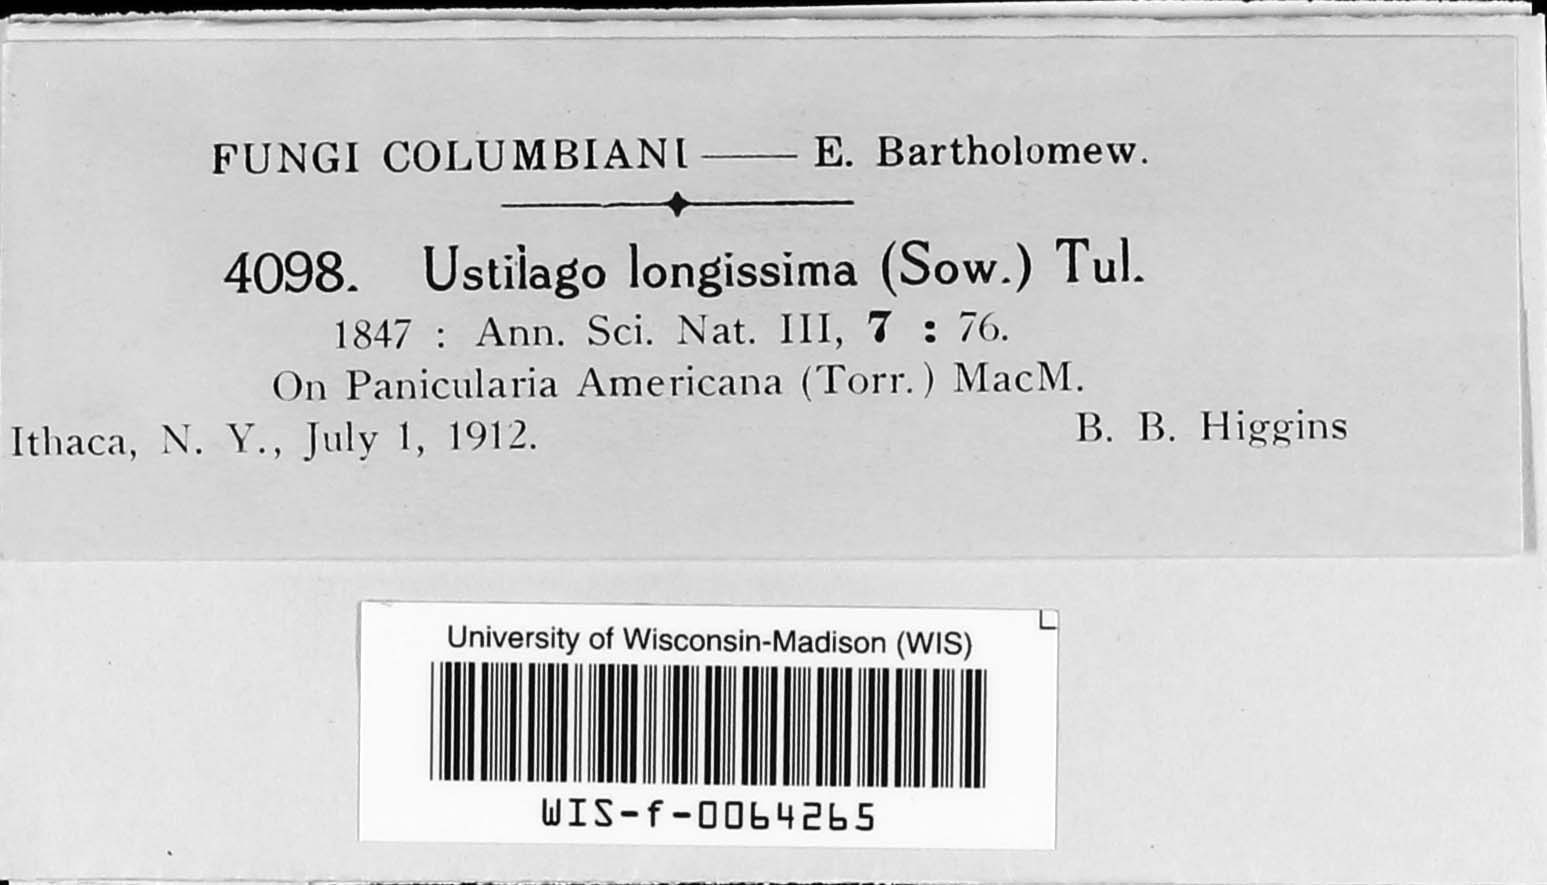 FUNGI COLUMBIANI —— E. Bartholomew.
4098. Ustilago longissima (Sow.) Tul.
1847 : Ann. Sci. Nat. III, 7 : 76.
On Panicularia Americana (Torr.) MacM.
Ithaca, N. Y., July 1, 1912. B. B. Higgins
University of Wisconsin-Madison (WIS)
WIS-f-0064265